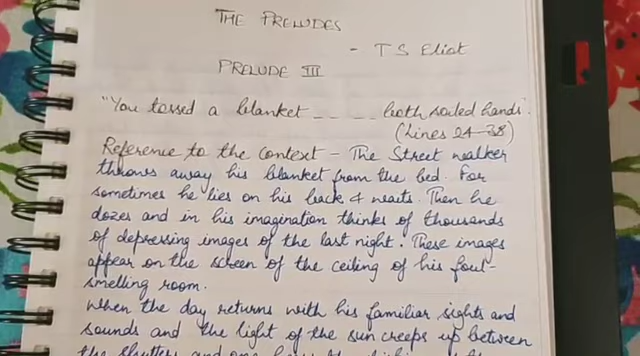 THE PRELUDES
- T S Eliot
PRELUDE III
"You tossed a blanket _ _ _ _ both soiled hands".
(Lines 24-38)
Reference to the context - The Street walker
throws away his blanket from the bed. For
sometimes he lies on his back & waits. Then he
dozes and in his imagination thinks of thousands
of depressing images of the last night. These images
appear on the screen of the ceiling of his foul-
smelling room.
When the day returns with his familiar sights and
sounds and the light of the sun creeps up between
the shutters and one